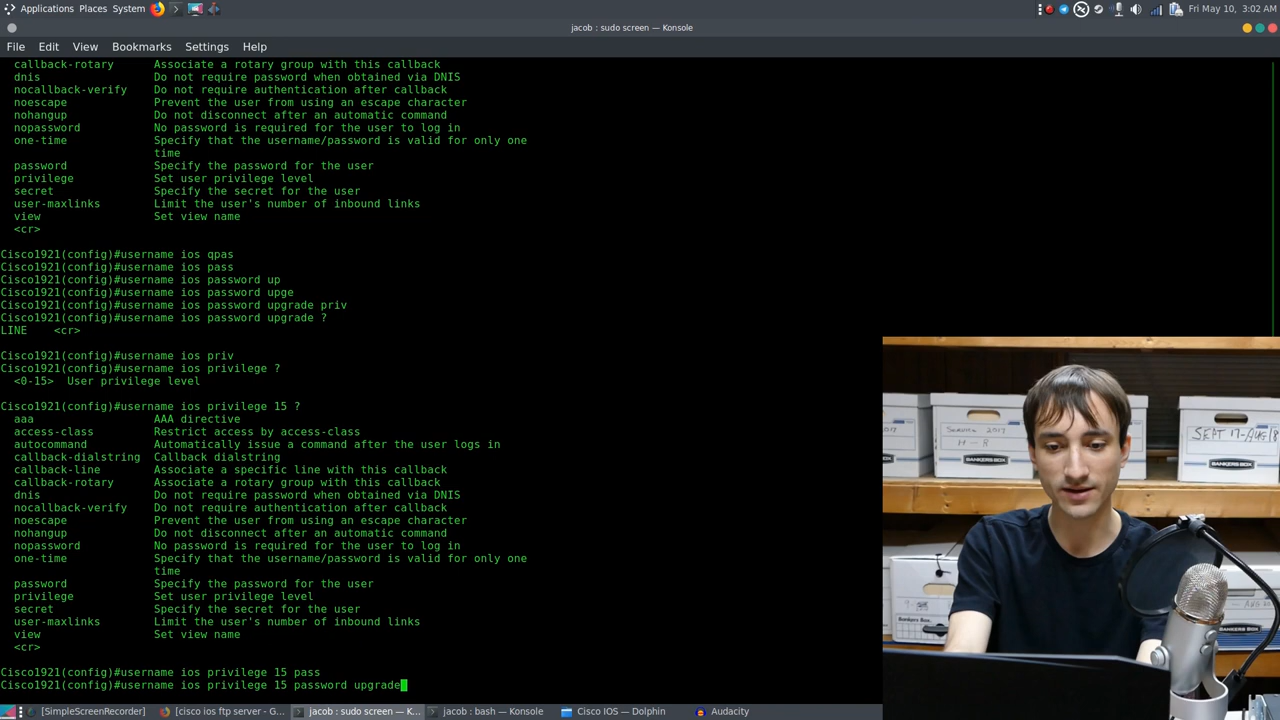 Applications Places System
Fri May 10, 3:02 AM
jacob : sudo screen — Konsole
File Edit View Bookmarks Settings Help
callback-rotary Associate a rotary group with this callback
dnis Do not require password when obtained via DNIS
nocallback-verify Do not require authentication after callback
noescape Prevent the user from using an escape character
nohangup Do not disconnect after an automatic command
nopassword No password is required for the user to log in
one-time Specify that the username/password is valid for only one
time
password Specify the password for the user
privilege Set user privilege level
secret Specify the secret for the user
user-maxlinks Limit the user's number of inbound links
view Set view name
<cr>
Cisco1921(config)#username ios qpas
Cisco1921(config)#username ios pass
Cisco1921(config)#username ios password up
Cisco1921(config)#username ios password upge
Cisco1921(config)#username ios password upgrade priv
Cisco1921(config)#username ios password upgrade ?
LINE <cr>
Cisco1921(config)#username ios priv
Cisco1921(config)#username ios privilege ?
<0-15> User privilege level
Cisco1921(config)#username ios privilege 15 ?
aaa AAA directive
access-class Restrict access by access-class
autocommand Automatically issue a command after the user logs in
callback-dialstring Callback dialstring
callback-line Associate a specific line with this callback
callback-rotary Associate a rotary group with this callback
dnis Do not require password when obtained via DNIS
nocallback-verify Do not require authentication after callback
noescape Prevent the user from using an escape character
nohangup Do not disconnect after an automatic command
nopassword No password is required for the user to log in
one-time Specify that the username/password is valid for only one
time
password Specify the password for the user
privilege Set user privilege level
secret Specify the secret for the user
user-maxlinks Limit the user's number of inbound links
view Set view name
<cr>
Cisco1921(config)#username ios privilege 15 pass
Cisco1921(config)#username ios privilege 15 password upgrade
BANKERS BOX
BANKERS BOX
SEPT 17-AUG 18
[SimpleScreenRecorder] [cisco ios ftp server - G... jacob : sudo screen — K... jacob : bash — Konsole Cisco IOS — Dolphin Audacity